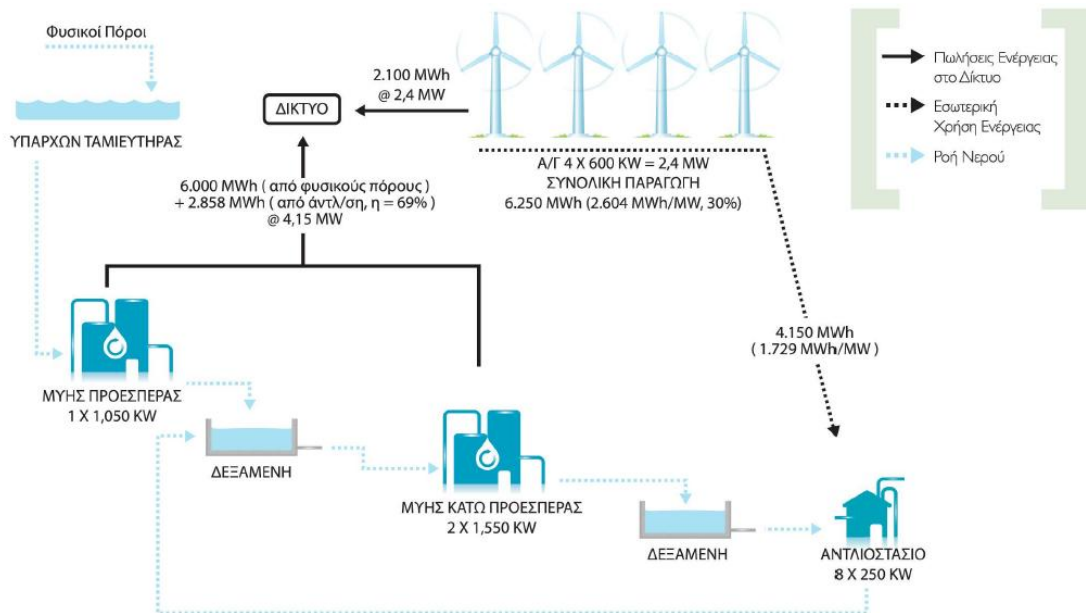 Φυσικοί Πόροι
ΥΠΑΡΧΩΝ ΤΑΜΙΕΥΤΗΡΑΣ
2.100 MWh
@ 2,4 MW
ΔΙΚΤΥΟ
Α/Γ 4 X 600 KW = 2,4 MW
ΣΥΝΟΛΙΚΗ ΠΑΡΑΓΩΓΗ
6.250 MWh (2.604 MWh/MW, 30%)
Πωλήσεις Ενέργειας
στο Δίκτυο
Εσωτερική
Χρήση Ενέργειας
Ροή Νερού
6.000 MWh ( από φυσικούς πόρους )
+ 2.858 MWh ( από άντλ/ση, η = 69% )
@ 4,15 MW
4.150 MWh
( 1.729 MWh/MW )
ΜΥΗΣ ΠΡΟΕΣΠΕΡΑΣ
1 X 1,050 KW
ΔΕΞΑΜΕΝΗ
ΜΥΗΣ ΚΑΤΩ ΠΡΟΕΣΠΕΡΑΣ
2 X 1,550 KW
ΔΕΞΑΜΕΝΗ
ΑΝΤΛΙΟΣΤΑΣΙΟ
8 X 250 KW